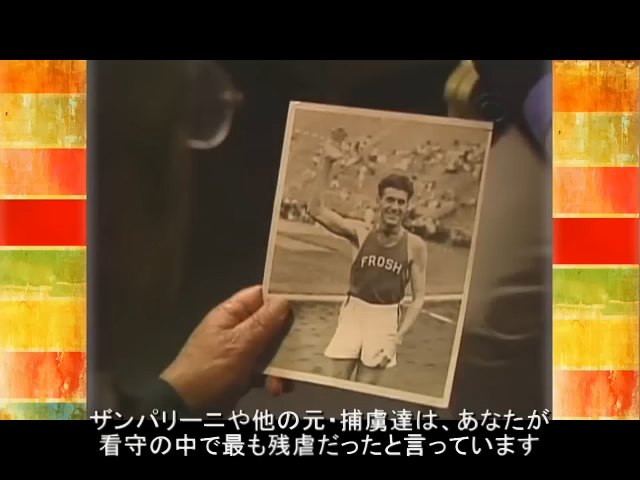 FROSH
ザンパリーニや他の元・捕虜達は、あなたが
看守の中で最も残虐だったと言っています